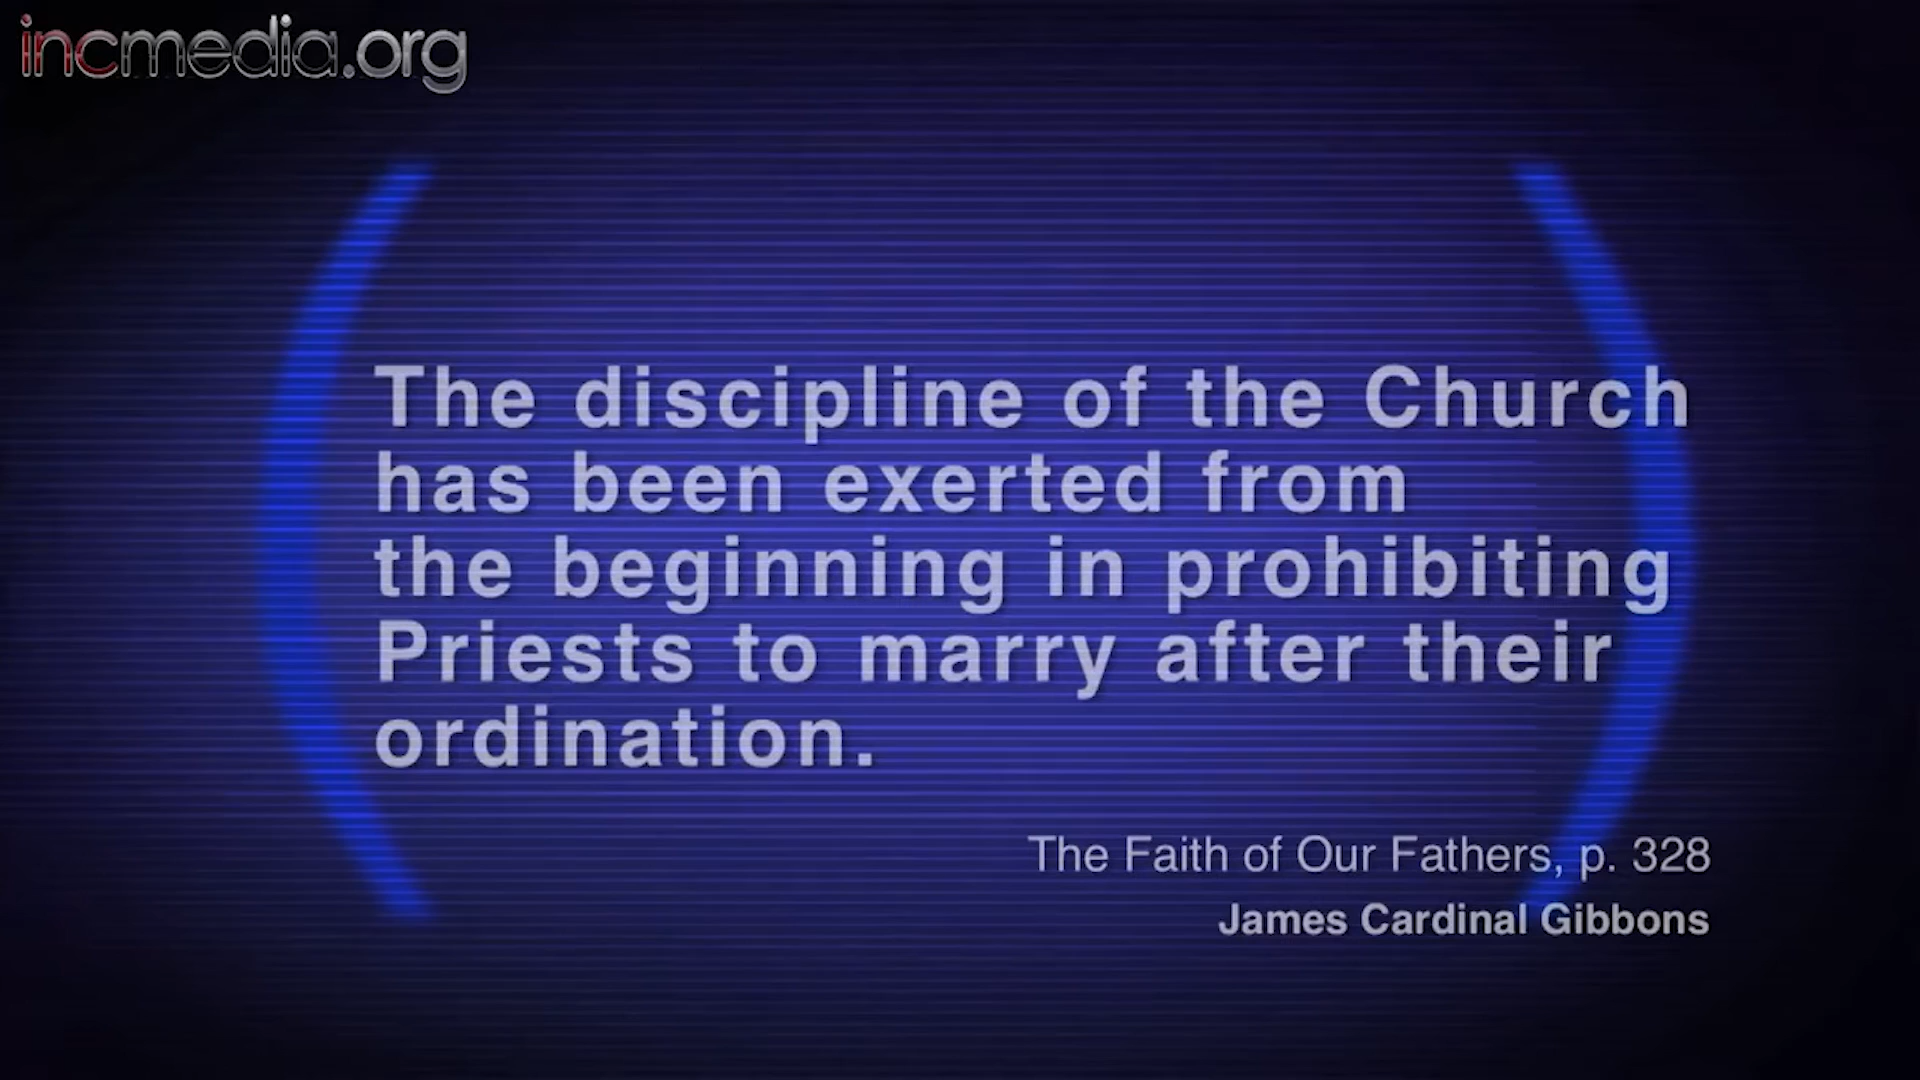 incmedia.org
The discipline of the Church
has been exerted from
the beginning in prohibiting
Priests to marry after their
ordination.
The Faith of Our Fathers, p. 328
James Cardinal Gibbons